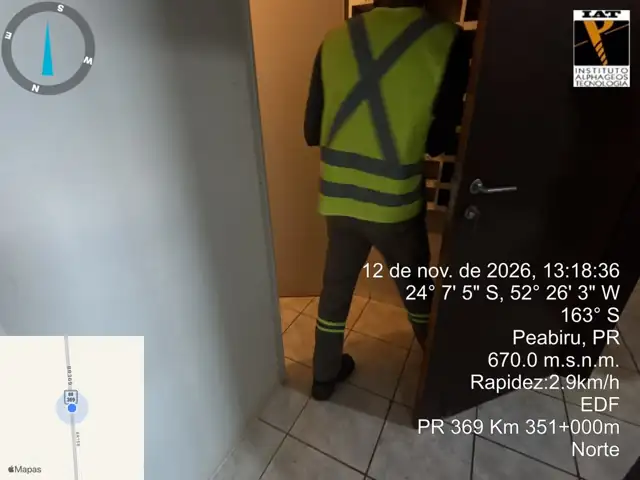 S
E
W
N
IAT
INSTITUTO
ALPHAGEOS
TECNOLOGIA
12 de nov. de 2026, 13:18:36
24° 7' 5" S, 52° 26' 3" W
163° S
Peabiru, PR
670.0 m.s.n.m.
Rapidez:2.9km/h
EDF
PR 369 Km 351+000m
Norte
369
Mapas